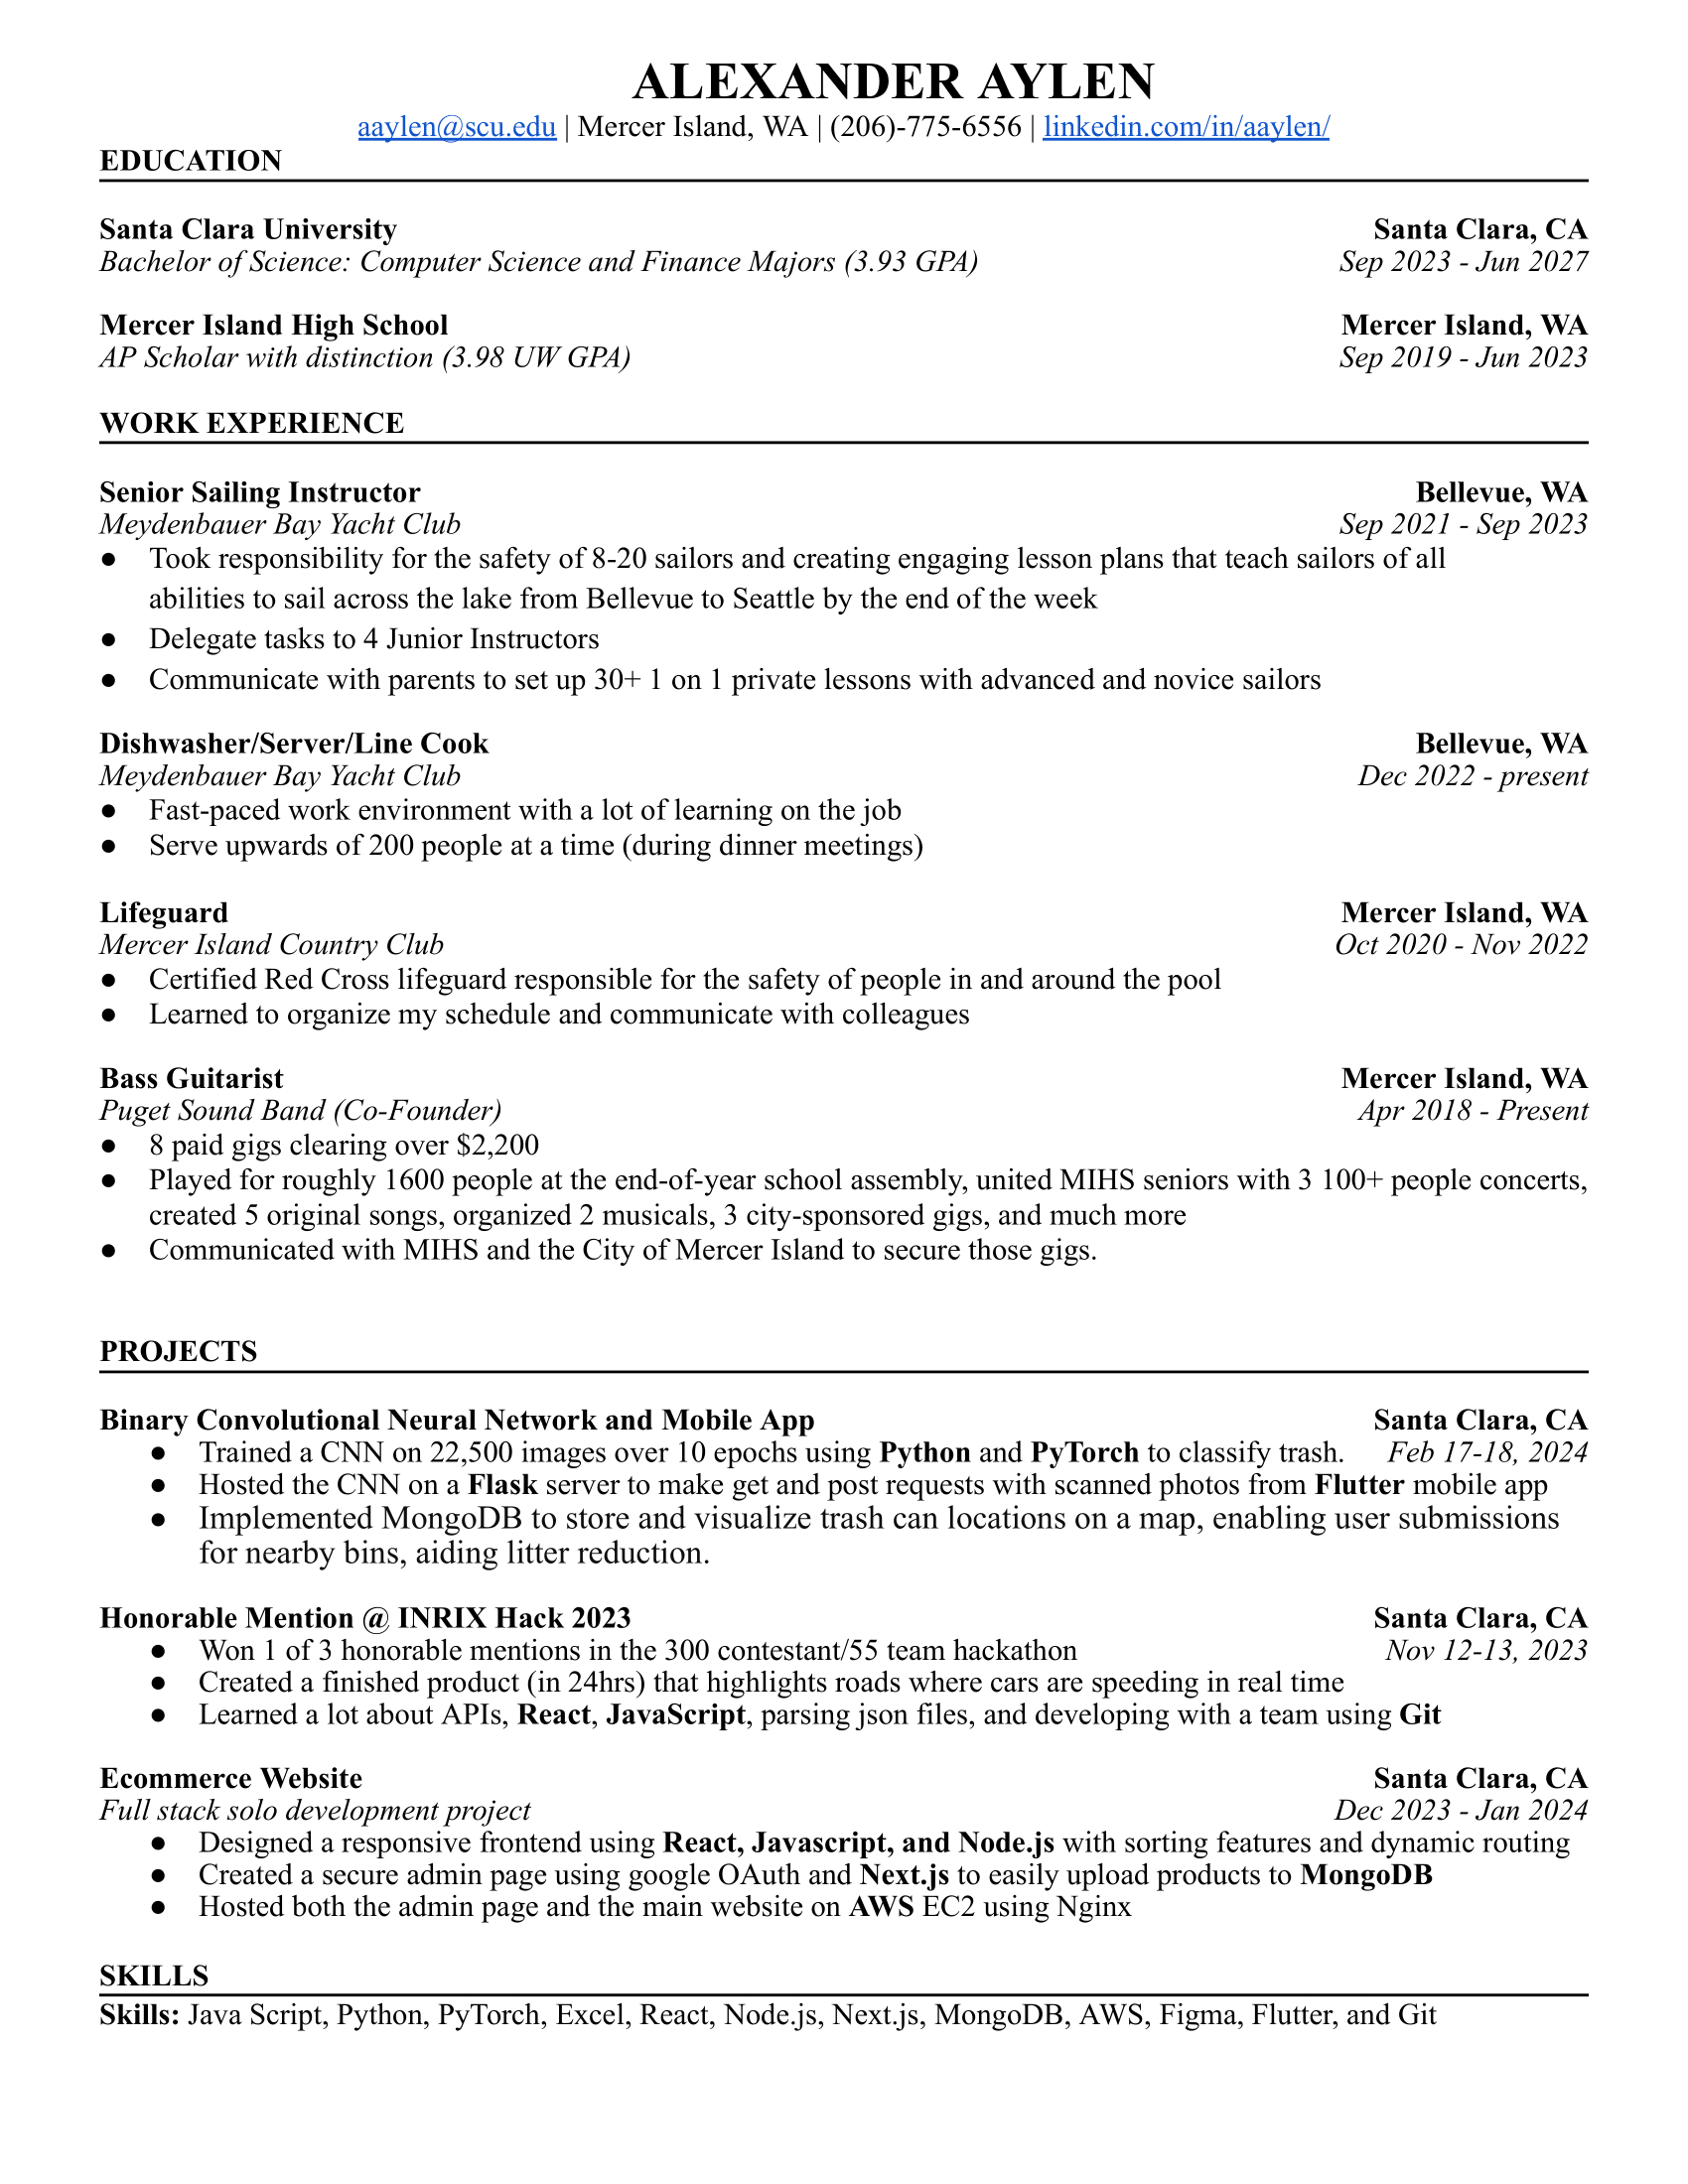 ALEXANDER AYLEN
aaylen@scu.edu | Mercer Island, WA | (206)-775-6556 | linkedin.com/in/aaylen/
EDUCATION
Santa Clara University Santa Clara, CA
Bachelor of Science: Computer Science and Finance Majors (3.93 GPA) Sep 2023 - Jun 2027
Mercer Island High School Mercer Island, WA
AP Scholar with distinction (3.98 UW GPA) Sep 2019 - Jun 2023
WORK EXPERIENCE
Senior Sailing Instructor Bellevue, WA
Meydenbauer Bay Yacht Club Sep 2021 - Sep 2023
● Took responsibility for the safety of 8-20 sailors and creating engaging lesson plans that teach sailors of all
abilities to sail across the lake from Bellevue to Seattle by the end of the week
● Delegate tasks to 4 Junior Instructors
● Communicate with parents to set up 30+ 1 on 1 private lessons with advanced and novice sailors
Dishwasher/Server/Line Cook Bellevue, WA
Meydenbauer Bay Yacht Club Dec 2022 - present
● Fast-paced work environment with a lot of learning on the job
● Serve upwards of 200 people at a time (during dinner meetings)
Lifeguard Mercer Island, WA
Mercer Island Country Club Oct 2020 - Nov 2022
● Certified Red Cross lifeguard responsible for the safety of people in and around the pool
● Learned to organize my schedule and communicate with colleagues
Bass Guitarist Mercer Island, WA
Puget Sound Band (Co-Founder) Apr 2018 - Present
● 8 paid gigs clearing over $2,200
● Played for roughly 1600 people at the end-of-year school assembly, united MIHS seniors with 3 100+ people concerts,
created 5 original songs, organized 2 musicals, 3 city-sponsored gigs, and much more
● Communicated with MIHS and the City of Mercer Island to secure those gigs.
PROJECTS
Binary Convolutional Neural Network and Mobile App Santa Clara, CA
● Trained a CNN on 22,500 images over 10 epochs using Python and PyTorch to classify trash. Feb 17-18, 2024
● Hosted the CNN on a Flask server to make get and post requests with scanned photos from Flutter mobile app
● Implemented MongoDB to store and visualize trash can locations on a map, enabling user submissions
for nearby bins, aiding litter reduction.
Honorable Mention @ INRIX Hack 2023 Santa Clara, CA
● Won 1 of 3 honorable mentions in the 300 contestant/55 team hackathon Nov 12-13, 2023
● Created a finished product (in 24hrs) that highlights roads where cars are speeding in real time
● Learned a lot about APIs, React, JavaScript, parsing json files, and developing with a team using Git
Ecommerce Website Santa Clara, CA
Full stack solo development project Dec 2023 - Jan 2024
● Designed a responsive frontend using React, Javascript, and Node.js with sorting features and dynamic routing
● Created a secure admin page using google OAuth and Next.js to easily upload products to MongoDB
● Hosted both the admin page and the main website on AWS EC2 using Nginx
SKILLS
Skills: Java Script, Python, PyTorch, Excel, React, Node.js, Next.js, MongoDB, AWS, Figma, Flutter, and Git